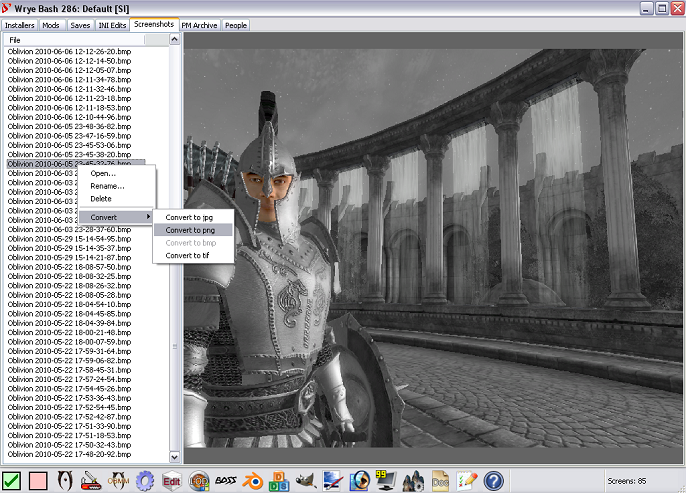 Wrye Bash 286: Default [SI]
Installers Mods Saves INI Edits Screenshots PM Archive People
File
Oblivion 2010-06-06 12-12-26-20.bmp
Oblivion 2010-06-06 12-12-14-50.bmp
Oblivion 2010-06-06 12-12-05-07.bmp
Oblivion 2010-06-06 12-11-34-78.bmp
Oblivion 2010-06-06 12-11-32-46.bmp
Oblivion 2010-06-06 12-11-23-18.bmp
Oblivion 2010-06-06 12-11-18-53.bmp
Oblivion 2010-06-06 12-10-44-96.bmp
Oblivion 2010-06-05 23-48-36-82.bmp
Oblivion 2010-06-05 23-47-16-59.bmp
Oblivion 2010-06-05 23-45-53-06.bmp
Oblivion 2010-06-05 23-45-38-20.bmp
Oblivion 2010-06-05 23-45-32-76.bmp
Oblivion 2010-06-03 2
Oblivion 2010-06-03 2
Oblivion 2010-06-03 2
Oblivion 2010-06-03 2
Oblivion 2010-06-03 23-28-37-60.bmp
Oblivion 2010-05-29 15-14-54-95.bmp
Oblivion 2010-05-29 15-14-35-37.bmp
Oblivion 2010-05-29 15-14-21-87.bmp
Oblivion 2010-05-22 18-08-57-50.bmp
Oblivion 2010-05-22 18-08-32-25.bmp
Oblivion 2010-05-22 18-08-26-32.bmp
Oblivion 2010-05-22 18-08-05-28.bmp
Oblivion 2010-05-22 18-04-54-10.bmp
Oblivion 2010-05-22 18-04-45-85.bmp
Oblivion 2010-05-22 18-04-39-84.bmp
Oblivion 2010-05-22 18-00-21-48.bmp
Oblivion 2010-05-22 18-00-07-59.bmp
Oblivion 2010-05-22 17-59-31-64.bmp
Oblivion 2010-05-22 17-59-06-82.bmp
Oblivion 2010-05-22 17-58-45-31.bmp
Oblivion 2010-05-22 17-57-24-54.bmp
Oblivion 2010-05-22 17-54-45-26.bmp
Oblivion 2010-05-22 17-53-36-43.bmp
Oblivion 2010-05-22 17-52-54-45.bmp
Oblivion 2010-05-22 17-52-42-87.bmp
Oblivion 2010-05-22 17-51-33-90.bmp
Oblivion 2010-05-22 17-51-18-53.bmp
Oblivion 2010-05-22 17-50-32-43.bmp
Oblivion 2010-05-22 17-48-20-92.bmp
Open...
Rename...
Delete
Convert
Convert to jpg
Convert to png
Convert to bmp
Convert to tif
OBMM Edit BOSS 99 Doc
Screens: 85